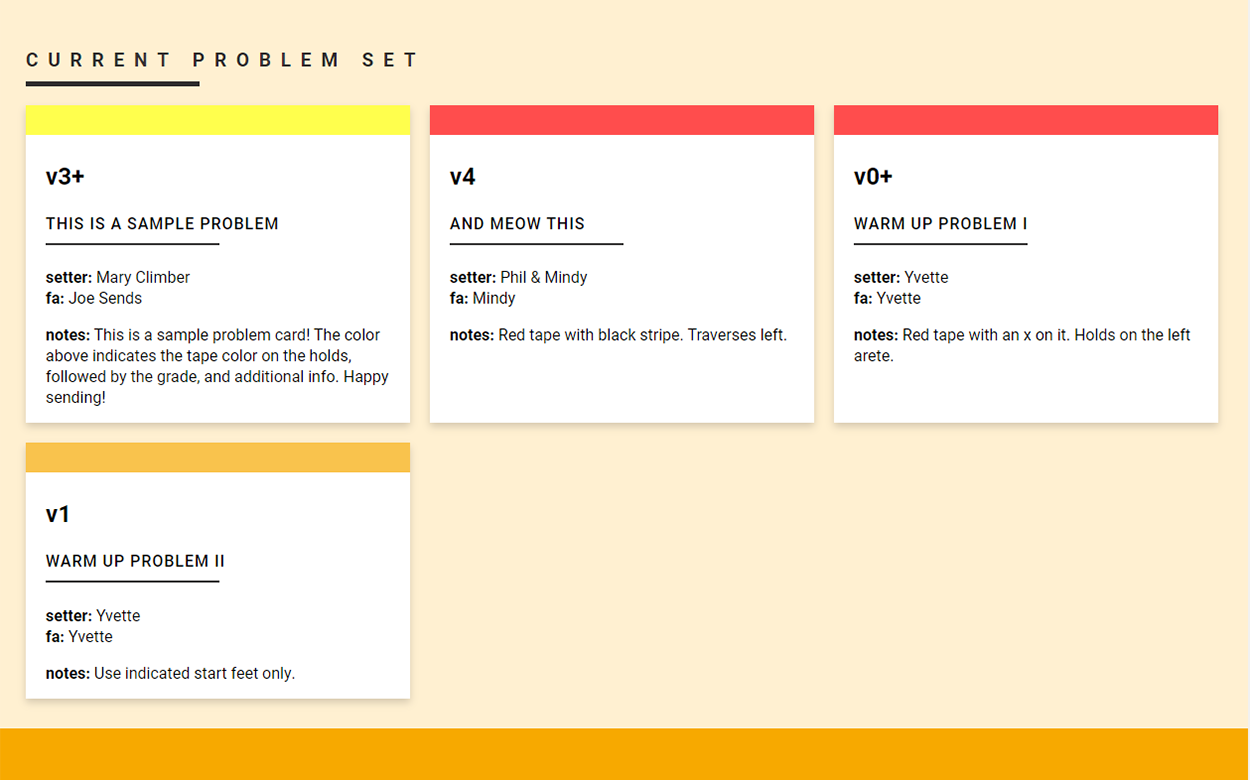 CURRENT PROBLEM SET
v3+
THIS IS A SAMPLE PROBLEM
setter: Mary Climber
fa: Joe Sends
notes: This is a sample problem card! The color
above indicates the tape color on the holds,
followed by the grade, and additional info. Happy
sending!
v4
AND MEOW THIS
setter: Phil & Mindy
fa: Mindy
notes: Red tape with black stripe. Traverses left.
v0+
WARM UP PROBLEM I
setter: Yvette
fa: Yvette
notes: Red tape with an x on it. Holds on the left
arete.
v1
WARM UP PROBLEM II
setter: Yvette
fa: Yvette
notes: Use indicated start feet only.